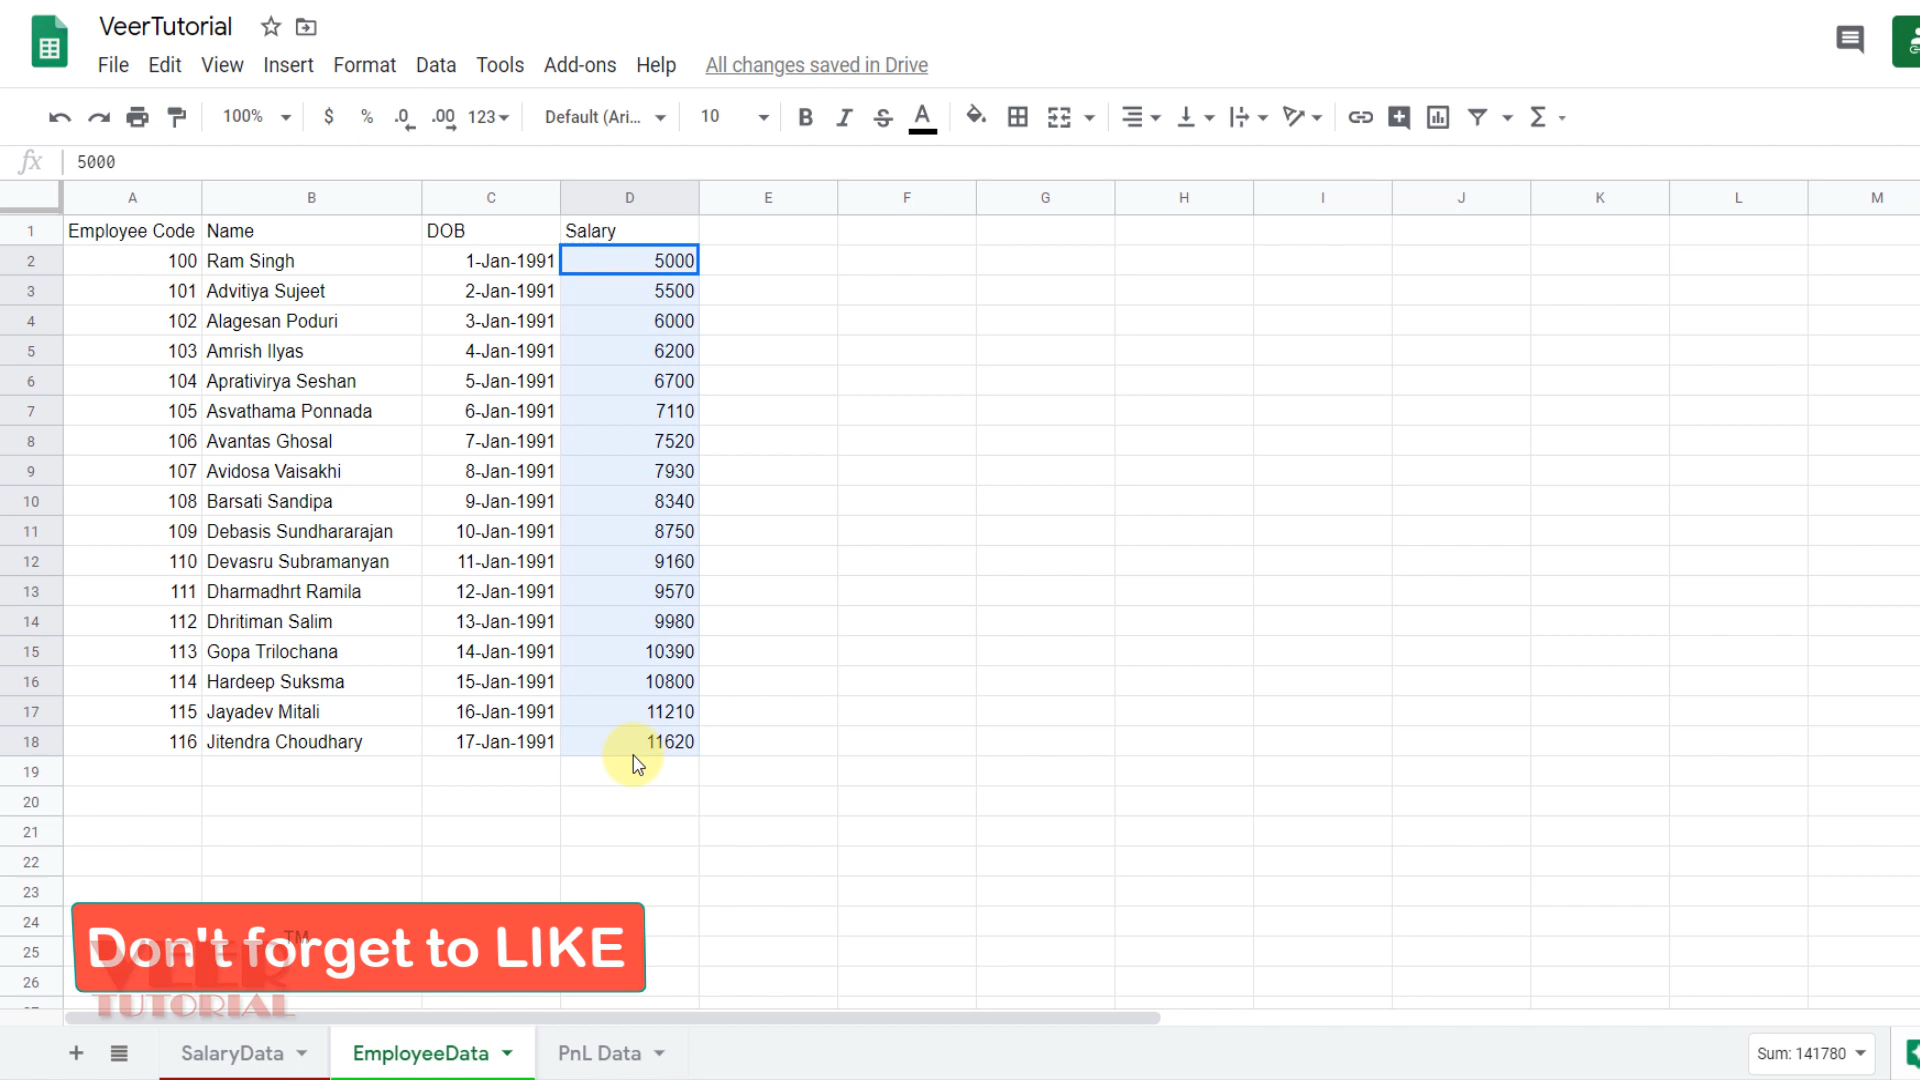 VeerTutorial
File Edit View Insert Format Data Tools Add-ons Help All changes saved in Drive
100% $ % .0 .00 123 Default (Ari... 10 B I S A Σ
fx 5000
A B C D E F G H I J K L M
1 Employee Code Name DOB Salary
2 100 Ram Singh 1-Jan-1991 5000
3 101 Advitiya Sujeet 2-Jan-1991 5500
4 102 Alagesan Poduri 3-Jan-1991 6000
5 103 Amrish Ilyas 4-Jan-1991 6200
6 104 Aprativirya Seshan 5-Jan-1991 6700
7 105 Asvathama Ponnada 6-Jan-1991 7110
8 106 Avantas Ghosal 7-Jan-1991 7520
9 107 Avidosa Vaisakhi 8-Jan-1991 7930
10 108 Barsati Sandipa 9-Jan-1991 8340
11 109 Debasis Sundhararajan 10-Jan-1991 8750
12 110 Devasru Subramanyan 11-Jan-1991 9160
13 111 Dharmadhrt Ramila 12-Jan-1991 9570
14 112 Dhritiman Salim 13-Jan-1991 9980
15 113 Gopa Trilochana 14-Jan-1991 10390
16 114 Hardeep Suksma 15-Jan-1991 10800
17 115 Jayadev Mitali 16-Jan-1991 11210
18 116 Jitendra Choudhary 17-Jan-1991 11620
19
20
21
22
23
24
25
26
Don't forget to LIKE
VEER TM
TUTORIAL
SalaryData EmployeeData PnL Data Sum: 141780